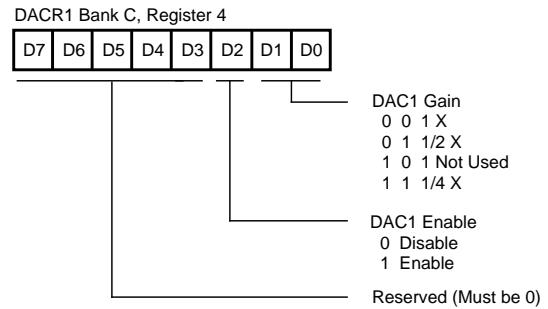 DACR1 Bank C, Register 4
D7 D6 D5 D4 D3 D2 D1 D0
DAC1 Gain
0 0 1 X
0 1 1/2 X
1 0 1 Not Used
1 1 1/4 X
DAC1 Enable
0 Disable
1 Enable
Reserved (Must be 0)